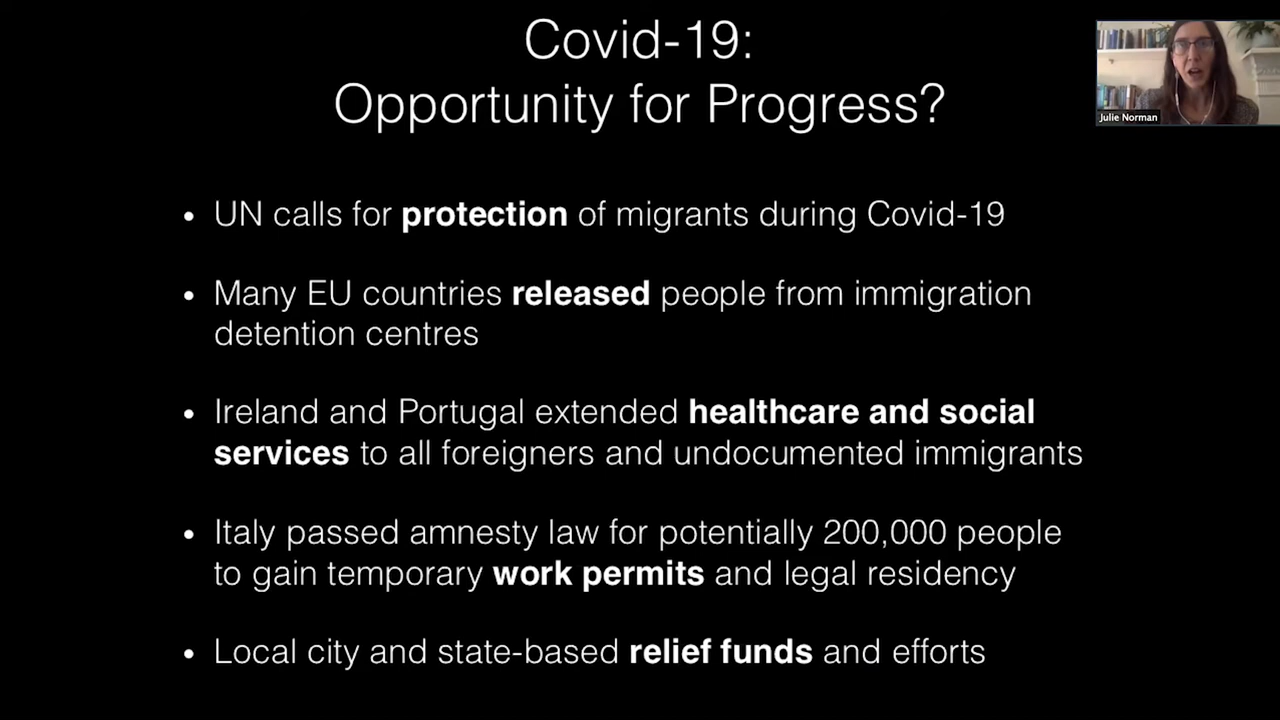 Covid-19:
Opportunity for Progress?
Julie Norman
• UN calls for protection of migrants during Covid-19
• Many EU countries released people from immigration
detention centres
• Ireland and Portugal extended healthcare and social
services to all foreigners and undocumented immigrants
• Italy passed amnesty law for potentially 200,000 people
to gain temporary work permits and legal residency
• Local city and state-based relief funds and efforts